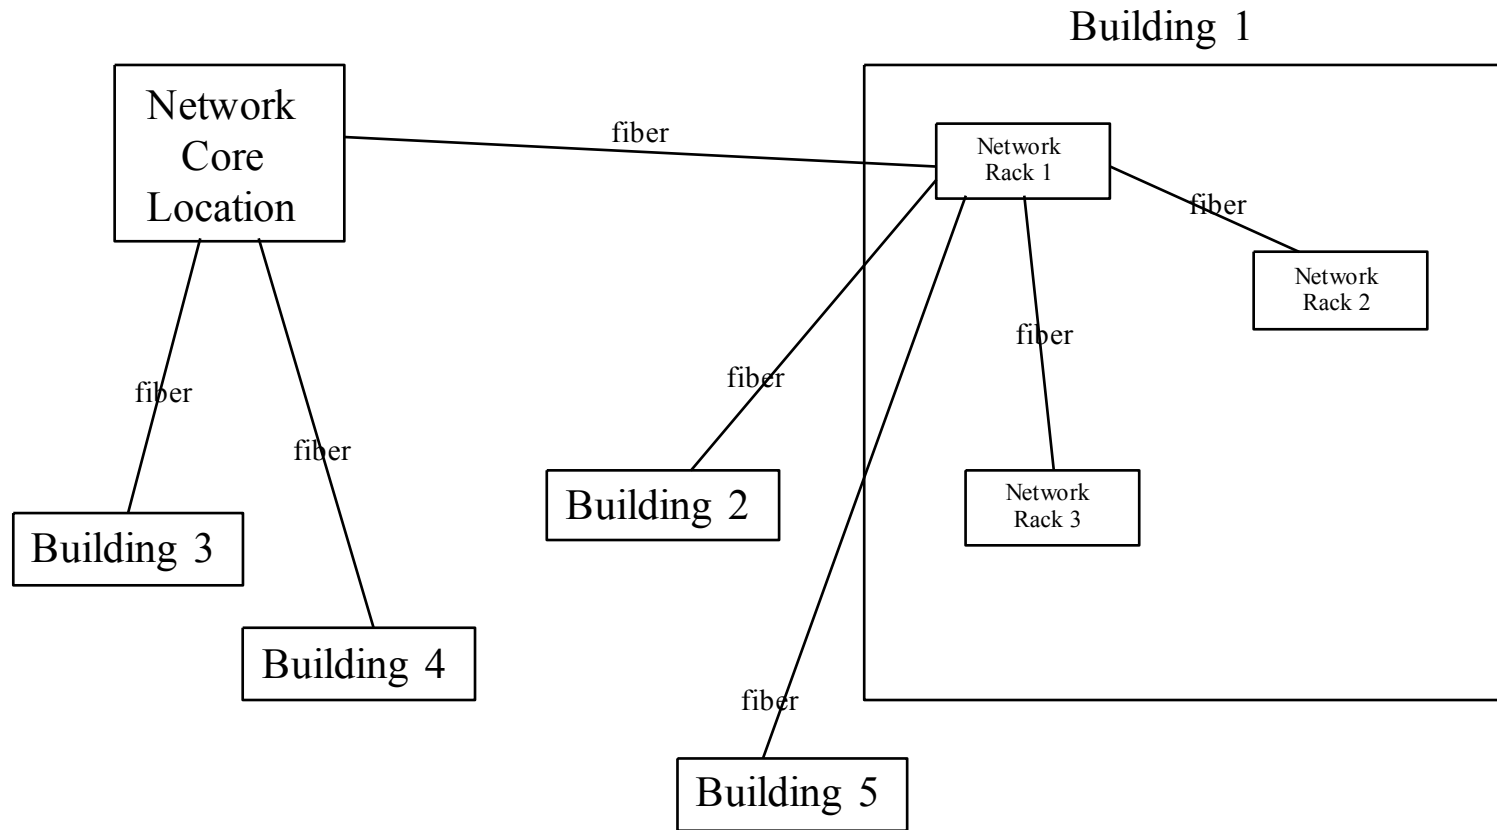 Building 1
Network
Core
Location
fiber
Network
Rack 1
fiber
Network
Rack 2
fiber
fiber
fiber
fiber
Building 2
Network
Rack 3
Building 3
Building 4
fiber
Building 5